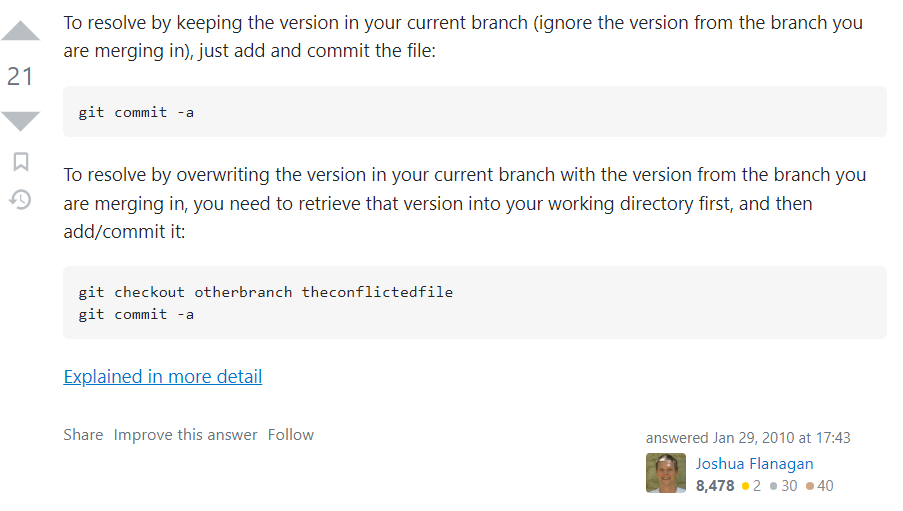 To resolve by keeping the version in your current branch (ignore the version from the branch you
are merging in), just add and commit the file:
21
git commit -a
To resolve by overwriting the version in your current branch with the version from the branch you
are merging in, you need to retrieve that version into your working directory first, and then
add/commit it:
git checkout otherbranch theconflictedfile
git commit -a
Explained in more detail
Share Improve this answer Follow
answered Jan 29, 2010 at 17:43
Joshua Flanagan
8,478 2 30 40